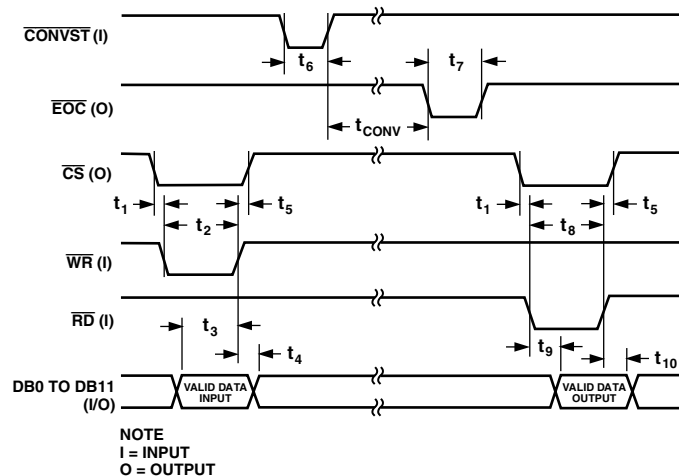 CONVST (I)
t6
t7
EOC (O)
tCONV
CS (O)
t1
t2
t5
t1
t8
t5
WR (I)
RD (I)
t3
t4
t9
t10
DB0 TO DB11
(I/O)
VALID DATA
INPUT
VALID DATA
OUTPUT
NOTE
I = INPUT
O = OUTPUT